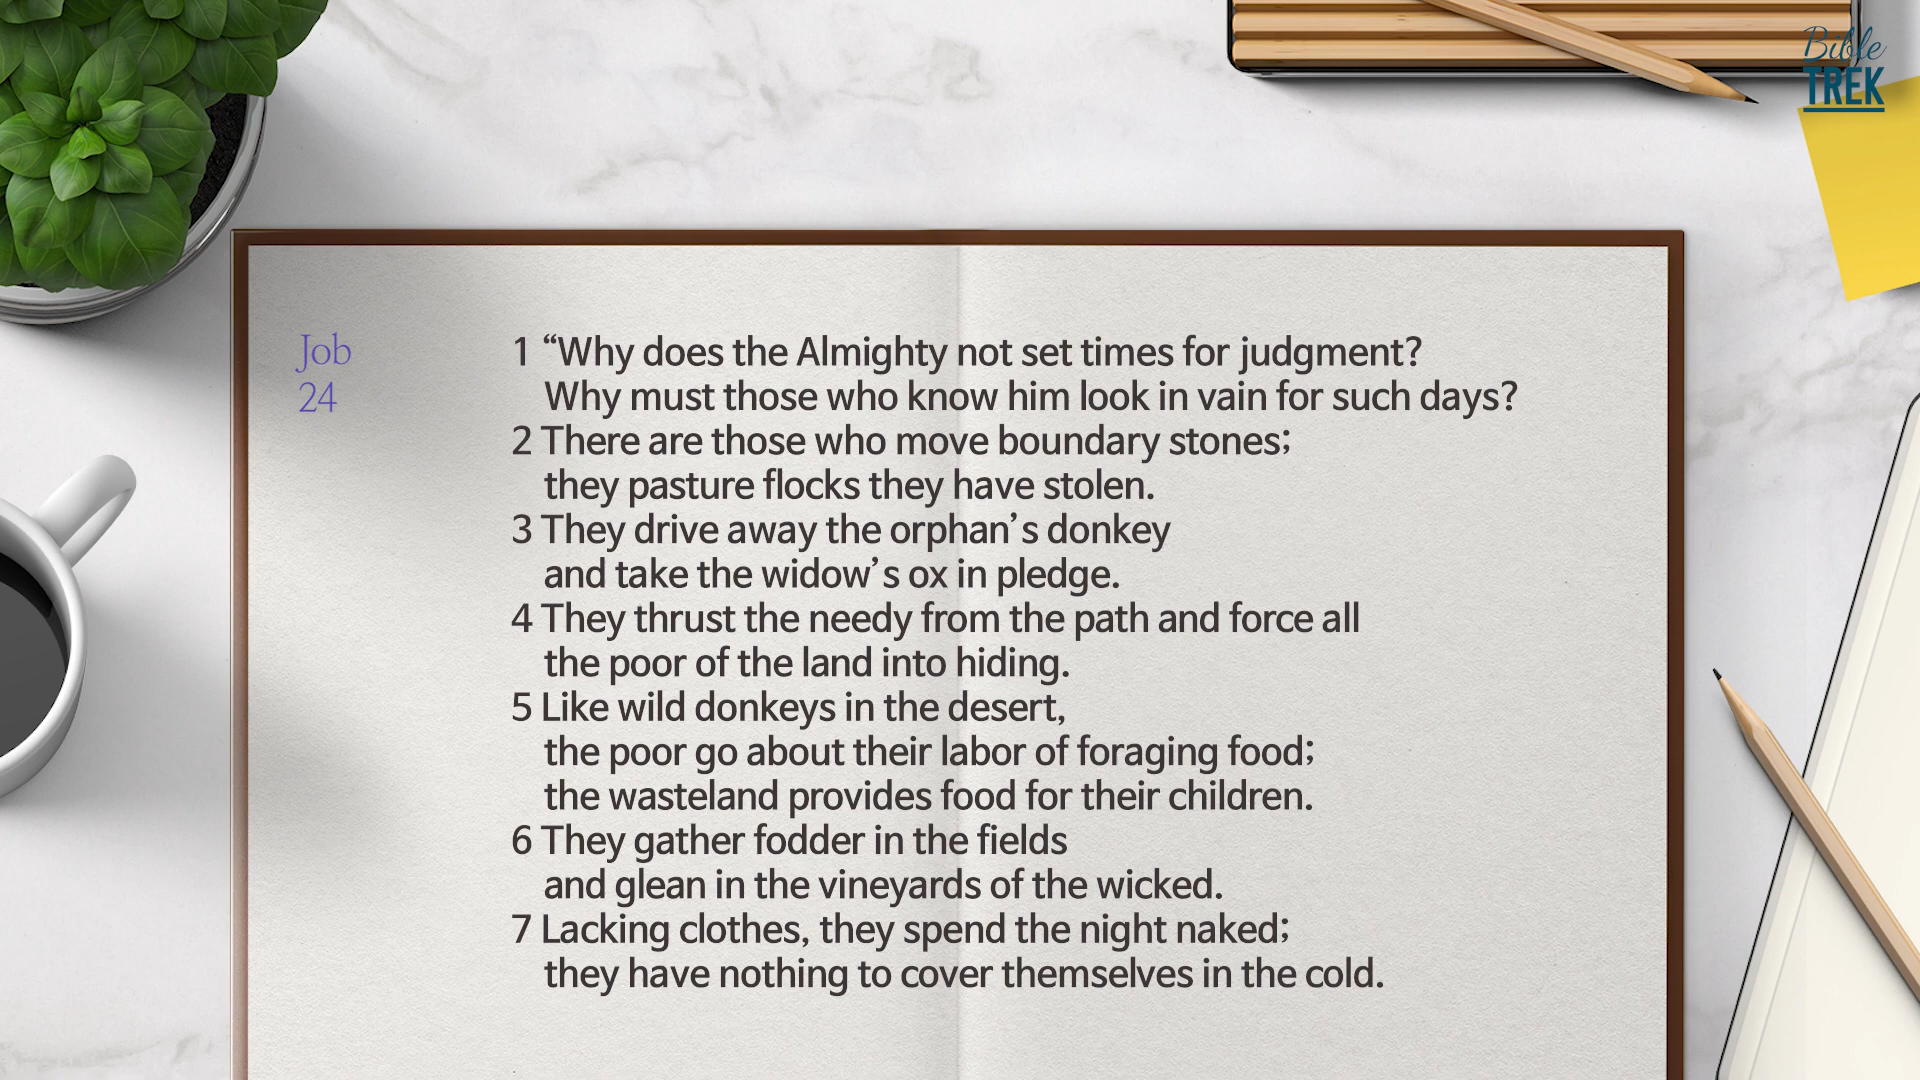 Bible
TREK
Job
24
1 “Why does the Almighty not set times for judgment?
Why must those who know him look in vain for such days?
2 There are those who move boundary stones;
they pasture flocks they have stolen.
3 They drive away the orphan’s donkey
and take the widow’s ox in pledge.
4 They thrust the needy from the path and force all
the poor of the land into hiding.
5 Like wild donkeys in the desert,
the poor go about their labor of foraging food;
the wasteland provides food for their children.
6 They gather fodder in the fields
and glean in the vineyards of the wicked.
7 Lacking clothes, they spend the night naked;
they have nothing to cover themselves in the cold.